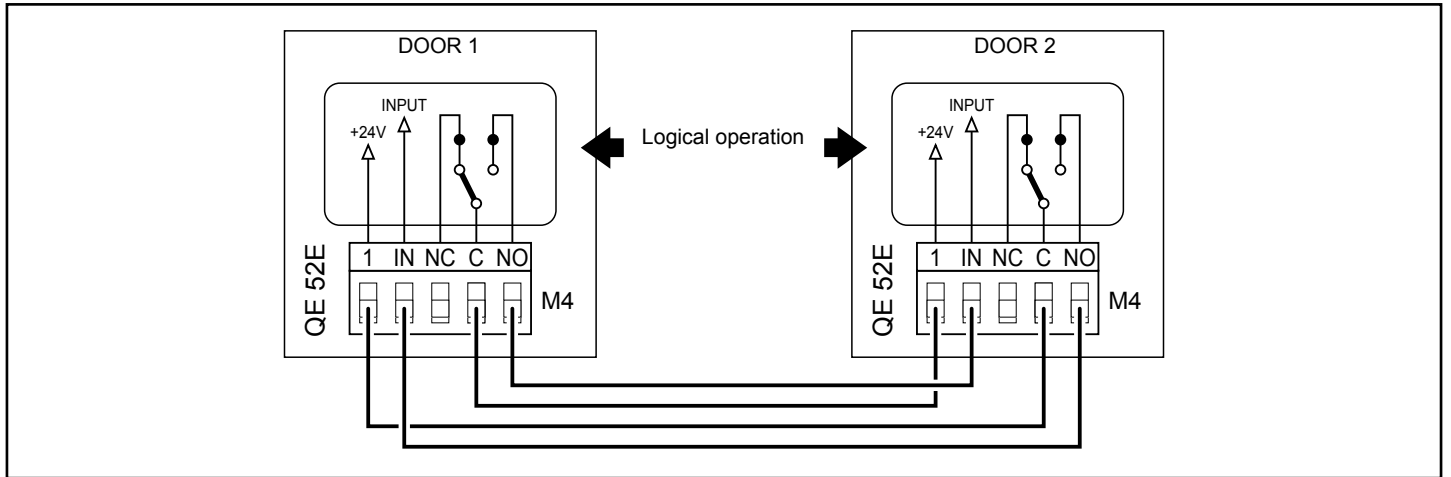 DOOR 1
DOOR 2
INPUT
+24V
Logical operation
INPUT
+24V
QE 52E
1 IN NC C NO
M4
QE 52E
1 IN NC C NO
M4